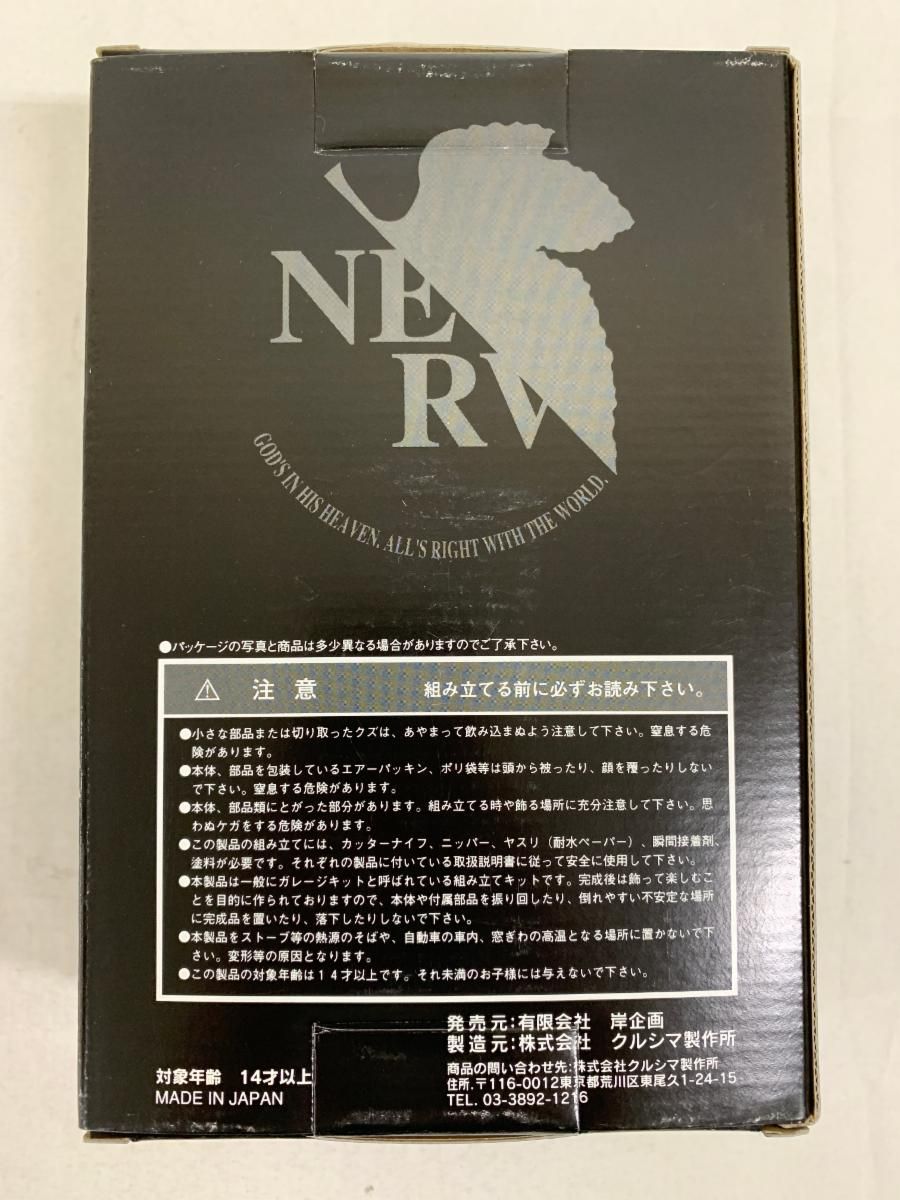 NE
RV
GOD'S IN HIS HEAVEN. ALL'S RIGHT WITH THE WORLD.
●パッケージの写真と商品は多少異なる場合がありますのでご了承下さい。
⚠ 注意 組み立てる前に必ずお読み下さい。
●小さな部品または切り取ったクズは、あやまって飲み込まぬよう注意して下さい。窒息する危
険があります。
●本体、部品を包装しているエアーパッキン、ポリ袋等は頭から被ったり、顔を覆ったりしない
で下さい。窒息する危険があります。
●本体、部品類にとがった部分があります。組み立てる時や飾る場所に充分注意して下さい。思
わぬケガをする危険があります。
●この製品の組み立てには、カッターナイフ、ニッパー、ヤスリ(耐水ペーパー)、瞬間接着剤、
塗料が必要です。それぞれの製品に付いている取扱説明書に従って安全に使用して下さい。
●本製品は一般にガレージキットと呼ばれている組み立てキットです。完成後は飾って楽しむこ
とを目的に作られておりますので、本体や付属部品を振り回したり、倒れやすい不安定な場所
に完成品を置いたり、落下したりしないで下さい。
●本製品をストーブ等の熱源のそばや、自動車の車内、窓ぎわの高温となる場所に置かないで下
さい。変形等の原因となります。
●この製品の対象年齢は14才以上です。それ未満のお子様には与えないで下さい。
発売元:有限会社 岸企画
製造元:株式会社 クルシマ製作所
商品の問い合わせ先:株式会社クルシマ製作所
住所.〒116-0012東京都荒川区東尾久1-24-15
TEL. 03-3892-1216
対象年齢 14才以上
MADE IN JAPAN